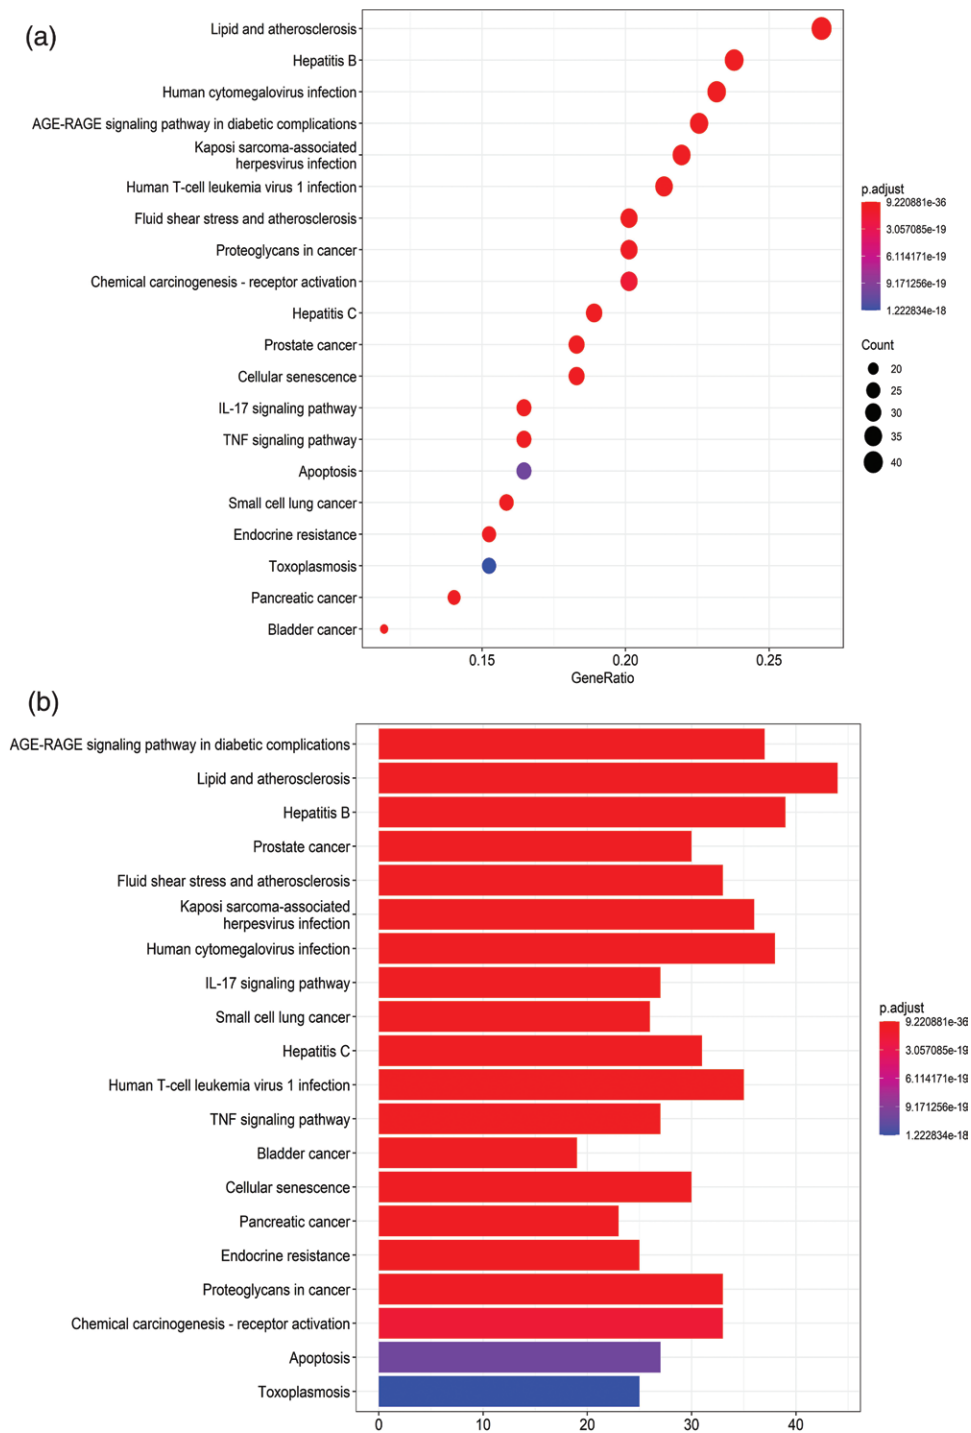 (a)
Lipid and atherosclerosis
Hepatitis B
Human cytomegalovirus infection
AGE-RAGE signaling pathway in diabetic complications
Kaposi sarcoma-associated
herpesvirus infection
Human T-cell leukemia virus 1 infection
Fluid shear stress and atherosclerosis
Proteoglycans in cancer
Chemical carcinogenesis - receptor activation
Hepatitis C
Prostate cancer
Cellular senescence
IL-17 signaling pathway
TNF signaling pathway
Apoptosis
Small cell lung cancer
Endocrine resistance
Toxoplasmosis
Pancreatic cancer
Bladder cancer
0.15 0.20 0.25
GeneRatio
p.adjust
9.220881e-36
3.057085e-19
6.114171e-19
9.171256e-19
1.222834e-18
Count
20
25
30
35
40
(b)
AGE-RAGE signaling pathway in diabetic complications
Lipid and atherosclerosis
Hepatitis B
Prostate cancer
Fluid shear stress and atherosclerosis
Kaposi sarcoma-associated
herpesvirus infection
Human cytomegalovirus infection
IL-17 signaling pathway
Small cell lung cancer
Hepatitis C
Human T-cell leukemia virus 1 infection
TNF signaling pathway
Bladder cancer
Cellular senescence
Pancreatic cancer
Endocrine resistance
Proteoglycans in cancer
Chemical carcinogenesis - receptor activation
Apoptosis
Toxoplasmosis
0 10 20 30 40
p.adjust
9.220881e-36
3.057085e-19
6.114171e-19
9.171256e-19
1.222834e-18